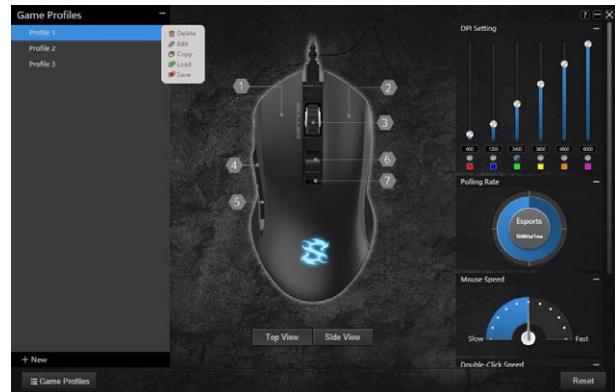 Game Profiles
Profile 1
Profile 2
Profile 3
Delete
Edit
Copy
Load
Save
1
2
3
4
5
6
7
Top View
Side View
+ New
Game Profiles
DPI Setting
800
1200
2400
3600
4800
6000
Polling Rate
Esports
Mouse Speed
Slow
Fast
Double-Click Speed
Reset